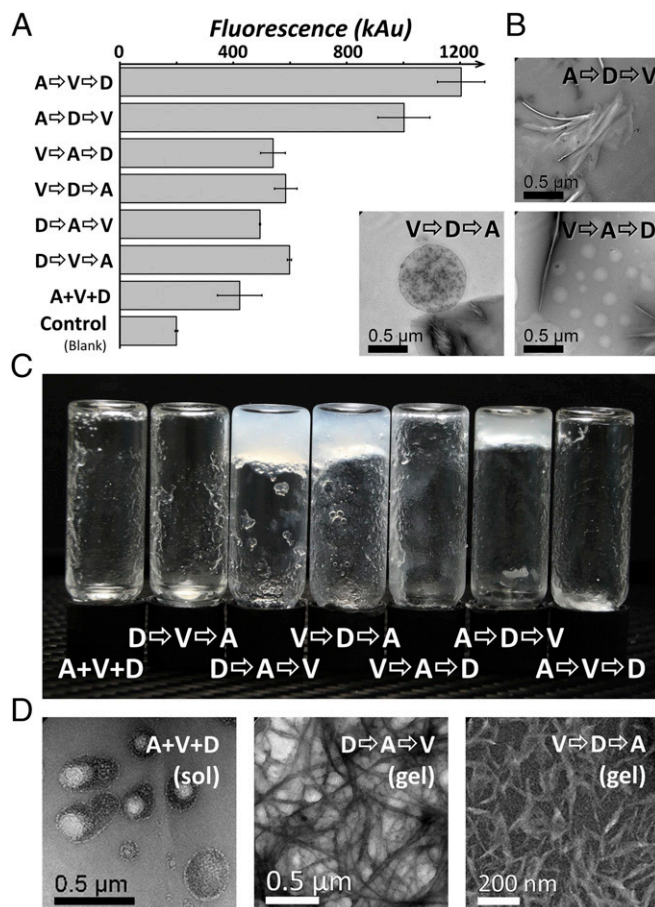 A
Fluorescence (kAu)
0 400 800 1200
A⇨V⇨D
A⇨D⇨V
V⇨A⇨D
V⇨D⇨A
D⇨A⇨V
D⇨V⇨A
A+V+D
Control
(Blank)
B
A⇨D⇨V
0.5 µm
V⇨D⇨A
0.5 µm
V⇨A⇨D
0.5 µm
C
D⇨V⇨A V⇨D⇨A A⇨D⇨V
A+V+D D⇨A⇨V V⇨A⇨D A⇨V⇨D
D
A+V+D
(sol)
0.5 µm
D⇨A⇨V
(gel)
0.5 µm
V⇨D⇨A
(gel)
200 nm